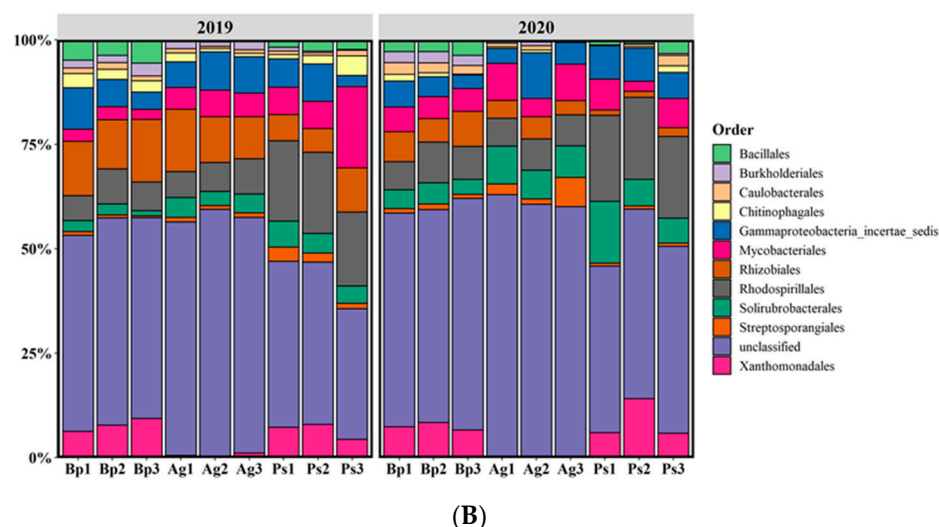 2019 2020
100%
75%
50%
25%
0%
Bp1 Bp2 Bp3 Ag1 Ag2 Ag3 Ps1 Ps2 Ps3 Bp1 Bp2 Bp3 Ag1 Ag2 Ag3 Ps1 Ps2 Ps3
Order
Bacillales
Burkholderiales
Caulobacterales
Chitinophagales
Gammaproteobacteria_incertae_sedis
Mycobacteriales
Rhizobiales
Rhodospirillales
Solirubrobacterales
Streptosporangiales
unclassified
Xanthomonadales
(B)